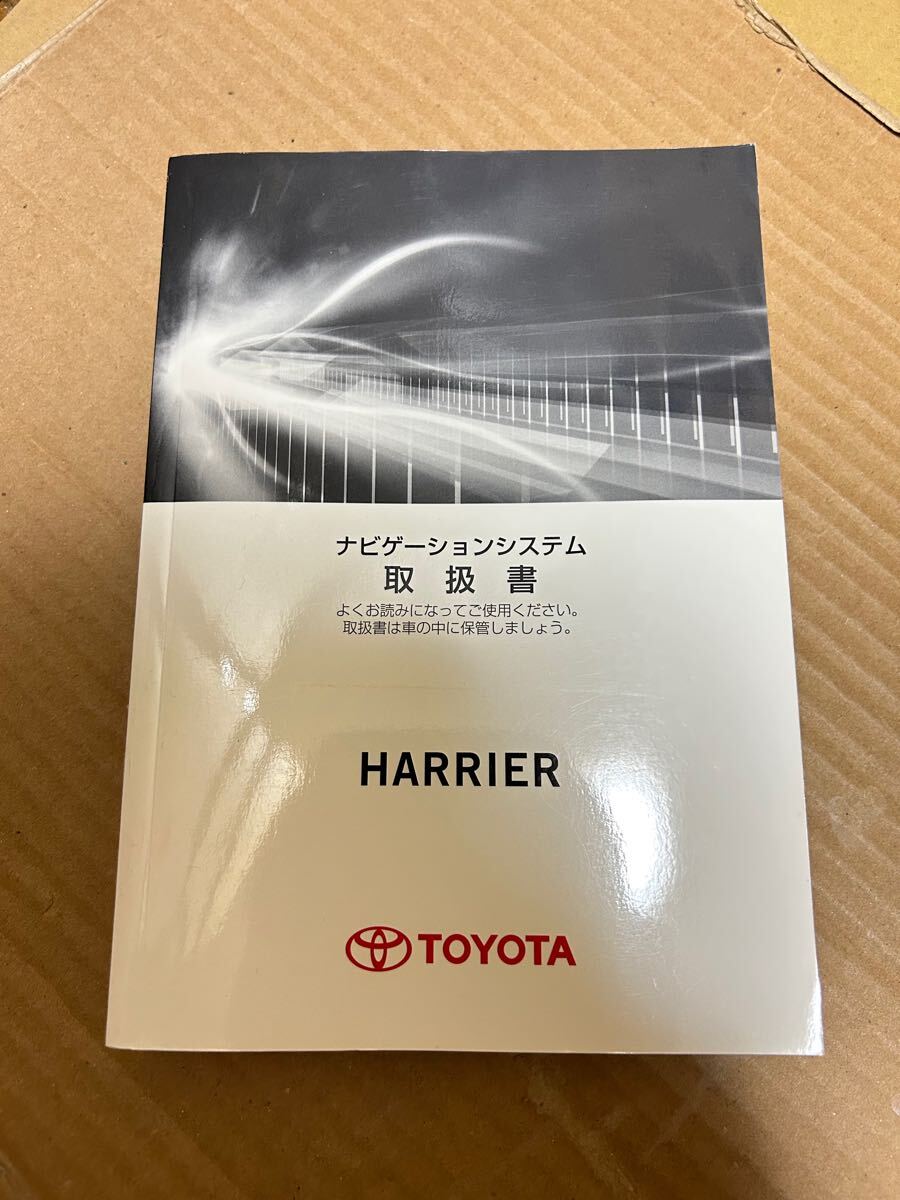 ナビゲーションシステム
取扱書
よくお読みになってご使用ください。
取扱書は車の中に保管しましょう。
HARRIER
TOYOTA